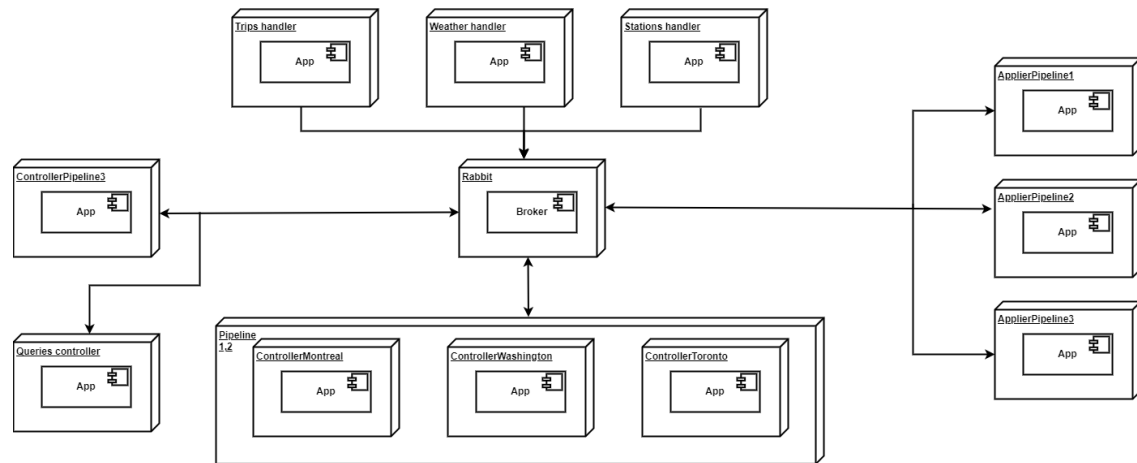 Trips handler
App
Weather handler
App
Stations handler
App
ApplierPipeline1
App
ControllerPipeline3
App
Rabbit
Broker
ApplierPipeline2
App
ApplierPipeline3
App
Queries controller
App
Pipeline
1,2
ControllerMontreal
App
ControllerWashington
App
ControllerToronto
App